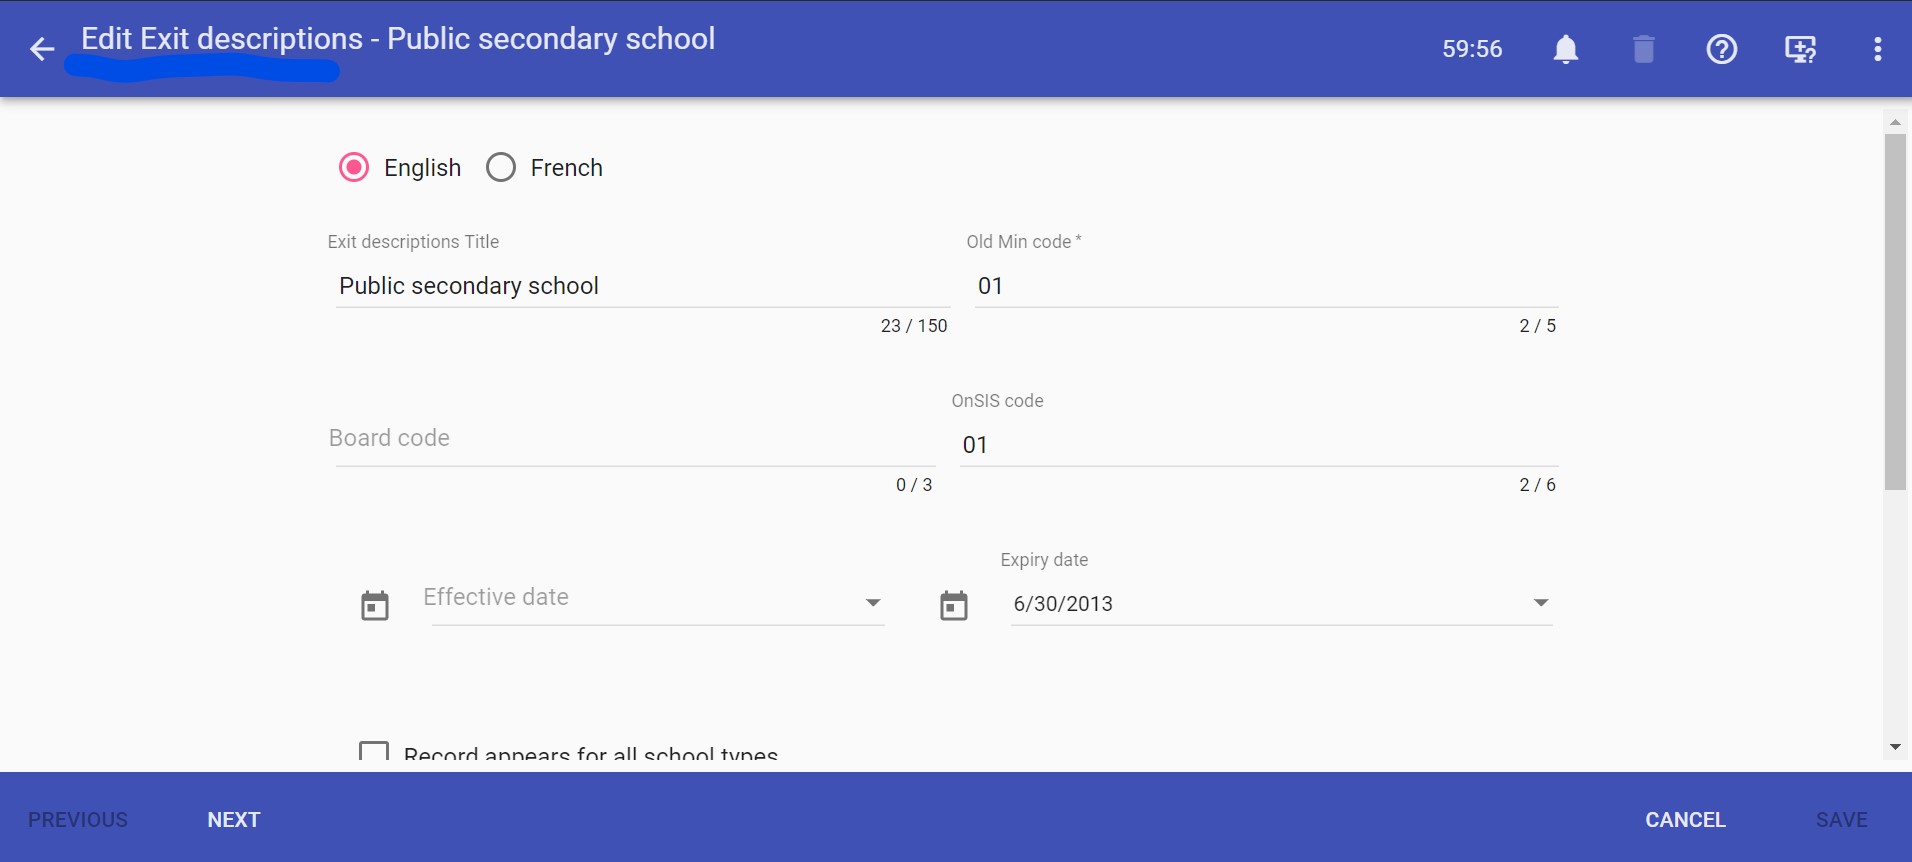 Edit Exit descriptions - Public secondary school
59:56
English French
Exit descriptions Title Old Min code *
Public secondary school 01
23 / 150 2 / 5
OnSIS code
Board code 01
0 / 3 2 / 6
Expiry date
Effective date 6/30/2013
Record appears for all school types
PREVIOUS NEXT CANCEL SAVE